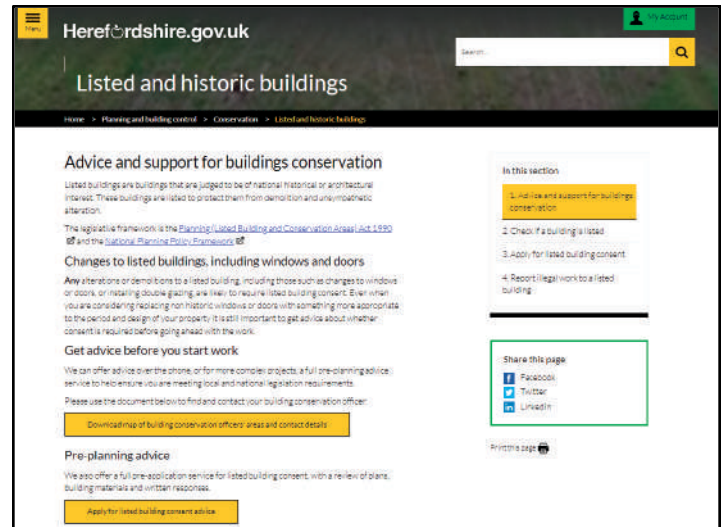 Menu
Herefordshire.gov.uk
My Account
Search...
Listed and historic buildings
Home > Planning and building control > Conservation > Listed and historic buildings
Advice and support for buildings conservation
Listed buildings are buildings that are judged to be of national historical or architectural
interest. These buildings are listed to protect them from demolition and unsympathetic
alteration.
The legislative framework is the Planning (Listed Building and Conservation Areas) Act 1990
and the National Planning Policy Framework
Changes to listed buildings, including windows and doors
Any alterations or demolitions to a listed building, including those such as changes to windows
or doors, or installing double glazing, are likely to require listed building consent. Even when
you are considering replacing non historic windows or doors with something more appropriate
to the period and design of your property it is still important to get advice about whether
consent is required before going ahead with the work.
Get advice before you start work
We can offer advice over the phone, or for more complex projects, a full pre-planning advice
service to help ensure you are meeting local and national legislation requirements.
Please use the document below to find and contact your building conservation officer:
Download map of building conservation officers' areas and contact details
Pre-planning advice
We also offer a full pre-application service for listed building consent, with a review of plans,
building materials and written responses.
Apply for listed building consent advice
In this section
1. Advice and support for buildings
conservation
2. Check if a building is listed
3. Apply for listed building consent
4. Report illegal work to a listed
building
Share this page
Facebook
Twitter
LinkedIn
Print this page